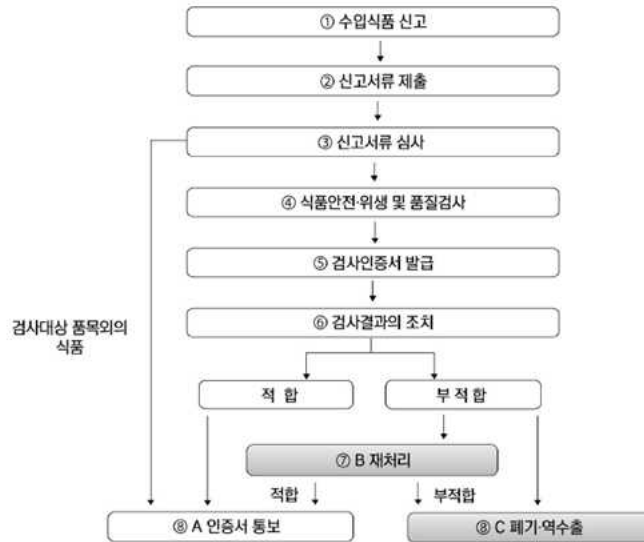 ① 수입식품 신고
② 신고서류 제출
③ 신고서류 심사
④ 식품안전·위생 및 품질검사
⑤ 검사인증서 발급
검사대상 품목외의
식품
⑥ 검사결과의 조처
적 합
부 적 합
⑦ B 재처리
적합
부적합
⑧ A 인증서 통보
⑧ C 폐기·역수출